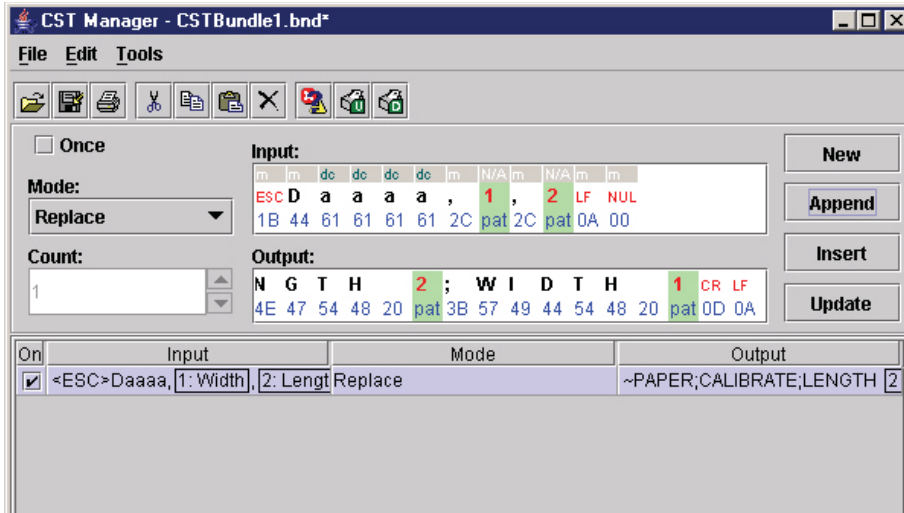 CST Manager - CSTBundle1.bnd*
File Edit Tools
Once
Mode:
Replace
Count:
1
Input:
m m dc dc dc dc m N/A m N/A m m
ESC D a a a a , 1 , 2 LF NUL
1B 44 61 61 61 61 2C pat 2C pat 0A 00
Output:
N G T H 2 ; W I D T H 1 CR LF
4E 47 54 48 20 pat 3B 57 49 44 54 48 20 pat 0D 0A
New
Append
Insert
Update
On Input Mode Output
<ESC>Daaaa, 1: Width , 2: Lengt Replace ~PAPER;CALIBRATE;LENGTH 2